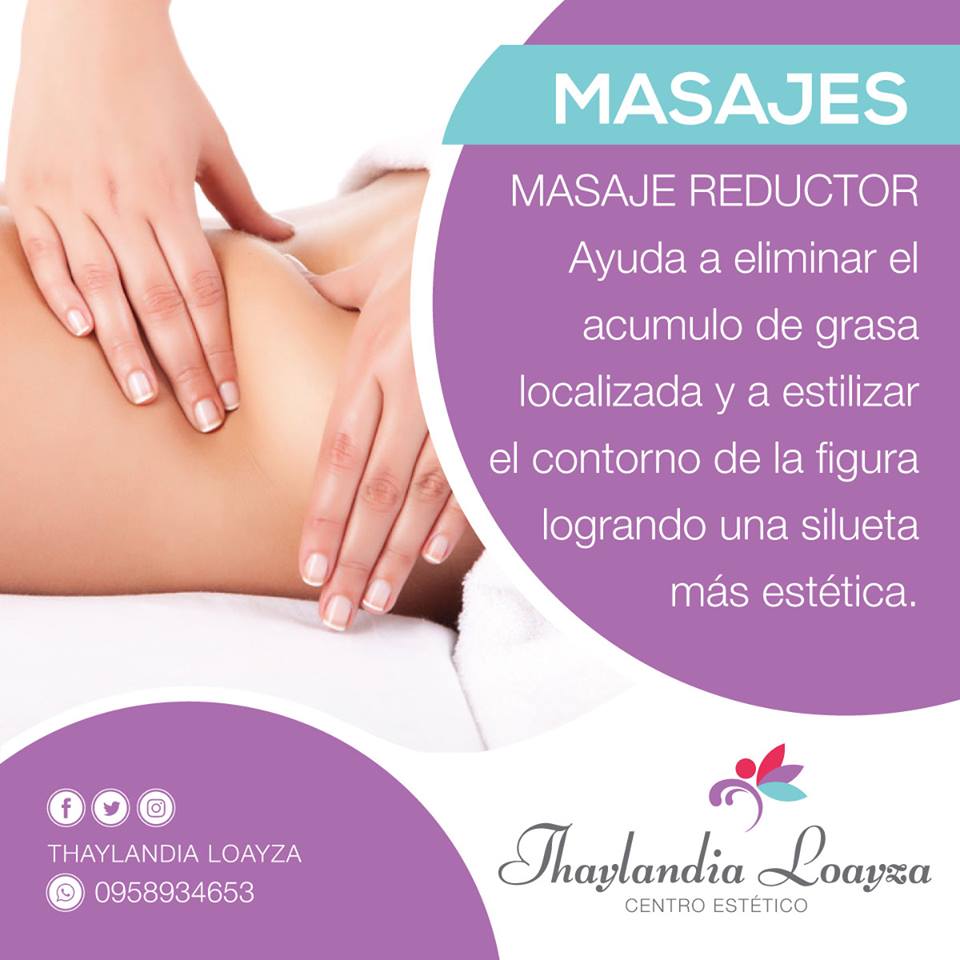 MASAJES
MASAJE REDUCTOR
Ayuda a eliminar el
acumulo de grasa
localizada y a estilizar
el contorno de la figura
logrando una silueta
más estética.
THAYLANDIA LOAYZA
0958934653
Thaylandia Loayza
CENTRO ESTÉTICO